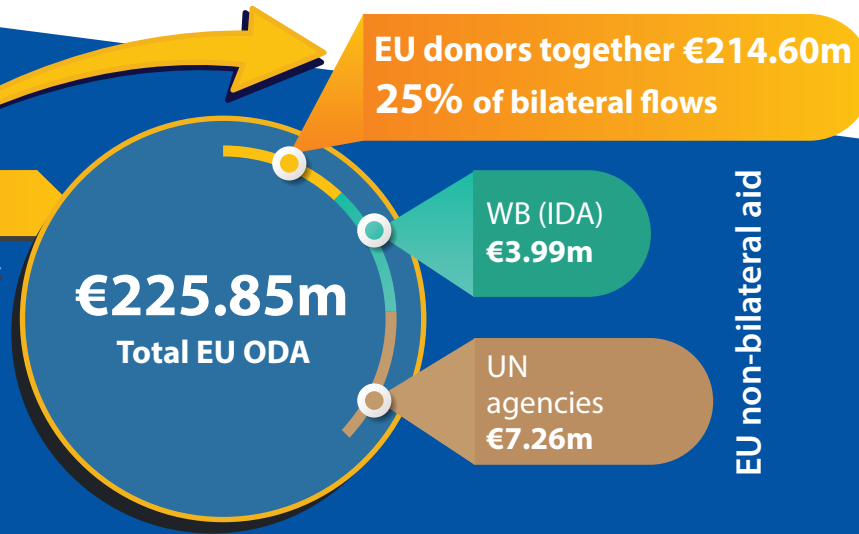 EU donors together €214.60m
25% of bilateral flows
WB (IDA)
€3.99m
€225.85m
Total EU ODA
UN
agencies
€7.26m
EU non-bilateral aid